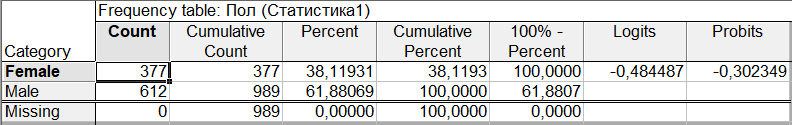 Frequency table: Пол (Статистика1)
Category Count Cumulative Count Percent Cumulative Percent 100% - Percent Logits Probits
Female 377 377 38,11931 38,1193 100,0000 -0,484487 -0,302349
Male 612 989 61,88069 100,0000 61,8807
Missing 0 989 0,00000 100,0000 0,0000